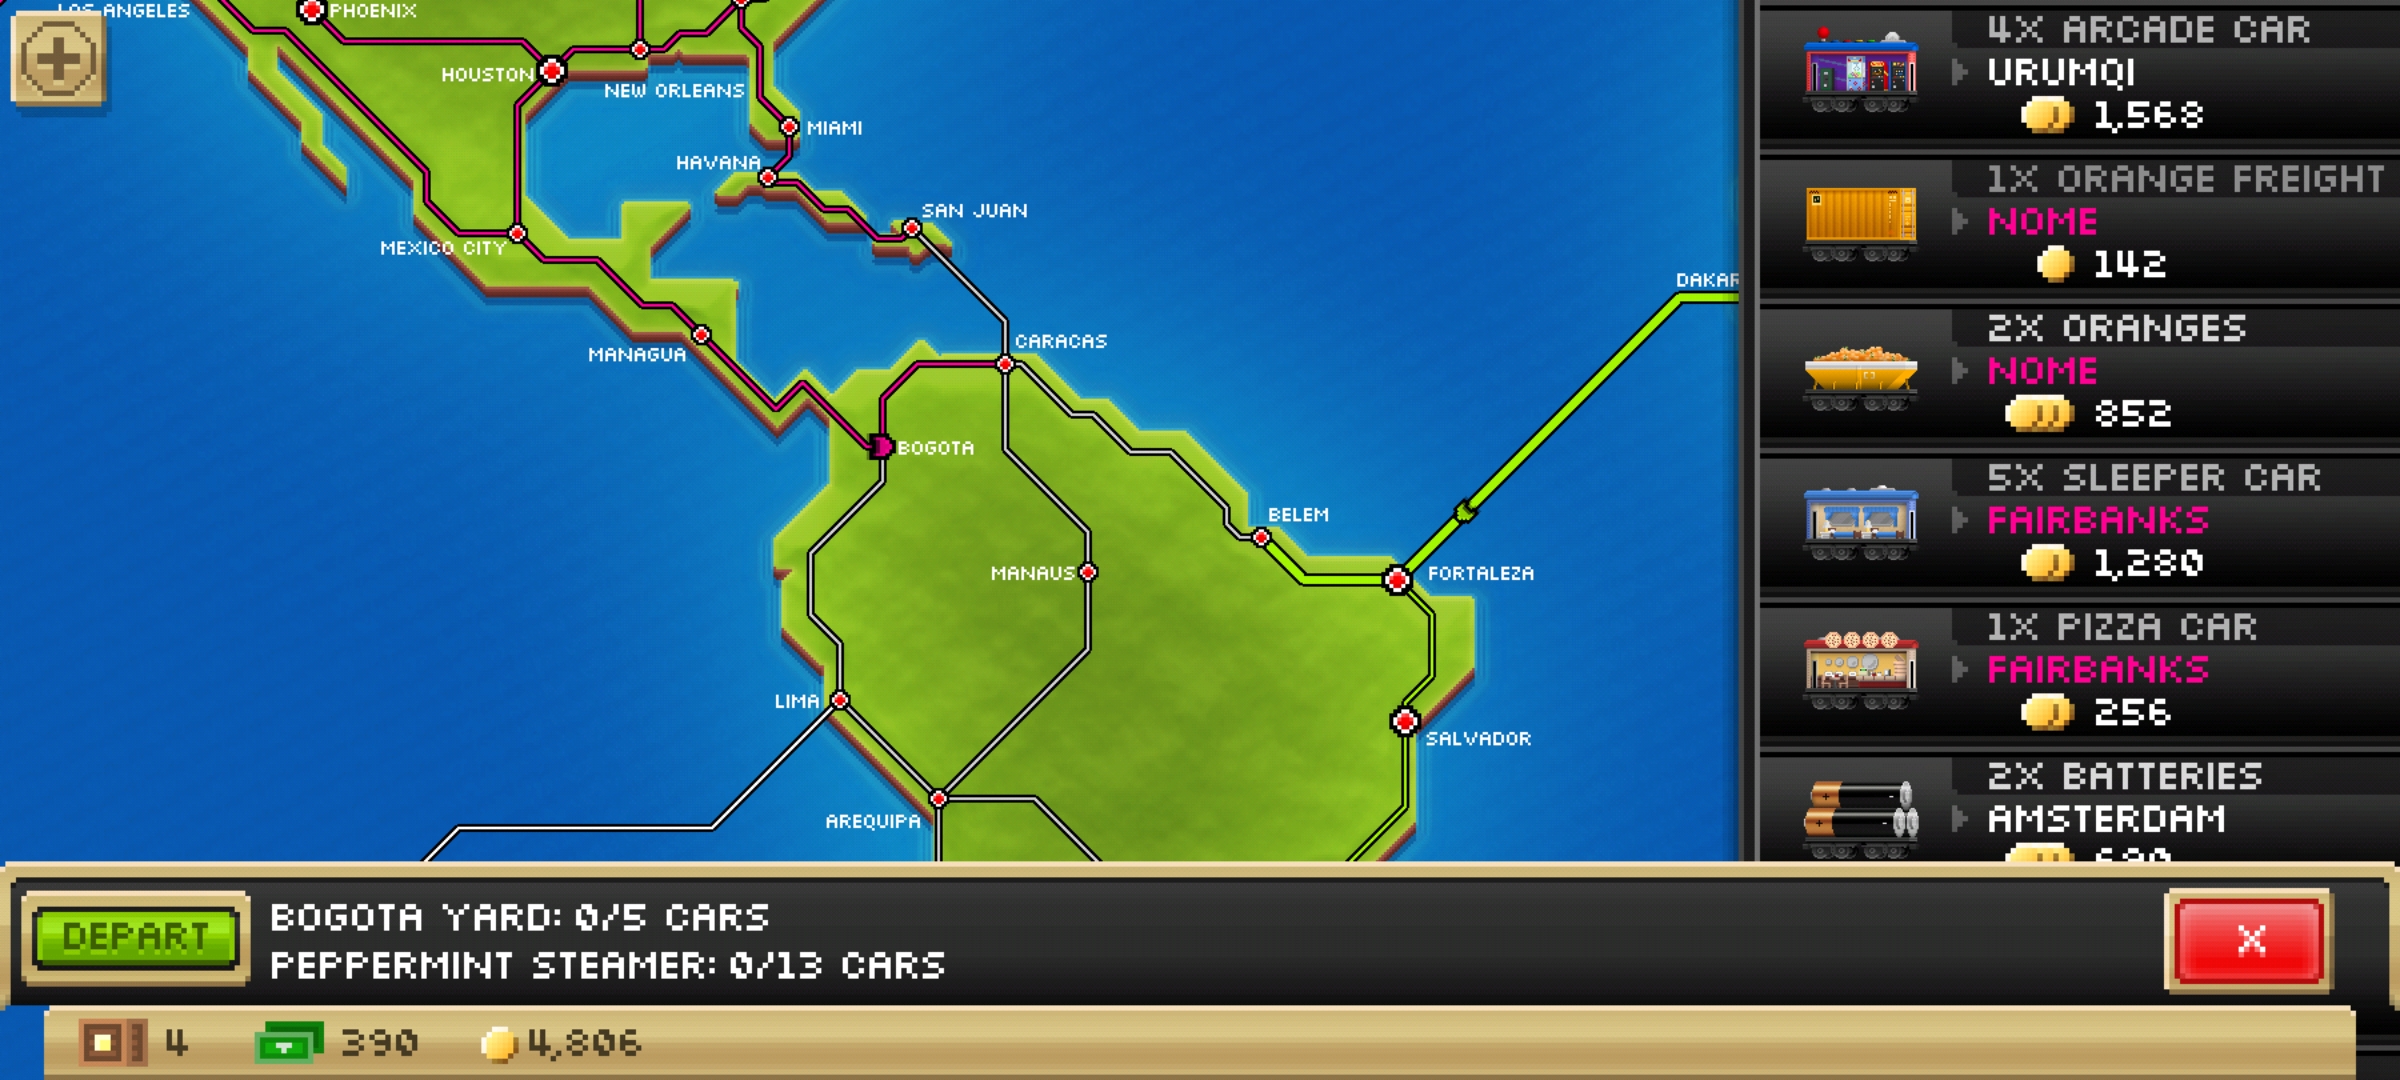 LOS ANGELES
PHOENIX
HOUSTON
NEW ORLEANS
MIAMI
HAVANA
SAN JUAN
MEXICO CITY
MANAGUA
CARACAS
DAKAR
BOGOTA
BELEM
MANAUS
FORTALEZA
LIMA
SALVADOR
AREQUIPA
4X ARCADE CAR
URUMQI
1,568
1X ORANGE FREIGHT
NOME
142
2X ORANGES
NOME
852
5X SLEEPER CAR
FAIRBANKS
1,280
1X PIZZA CAR
FAIRBANKS
256
2X BATTERIES
AMSTERDAM
DEPART
BOGOTA YARD: 0/5 CARS
PEPPERMINT STEAMER: 0/13 CARS
X
4
390
4,806